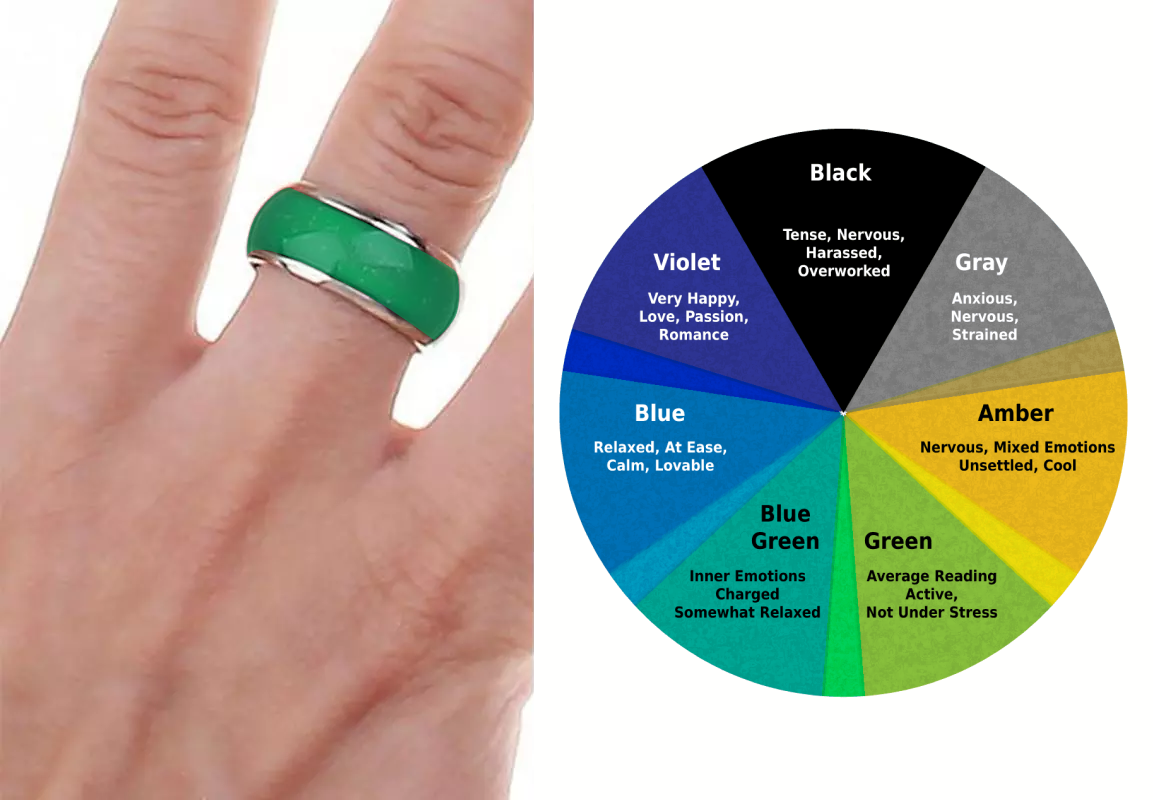 Black
Tense, Nervous,
Harassed,
Overworked
Gray
Anxious,
Nervous,
Strained
Amber
Nervous, Mixed Emotions
Unsettled, Cool
Green
Average Reading
Active,
Not Under Stress
Blue
Green
Inner Emotions
Charged
Somewhat Relaxed
Blue
Relaxed, At Ease,
Calm, Lovable
Violet
Very Happy,
Love, Passion,
Romance